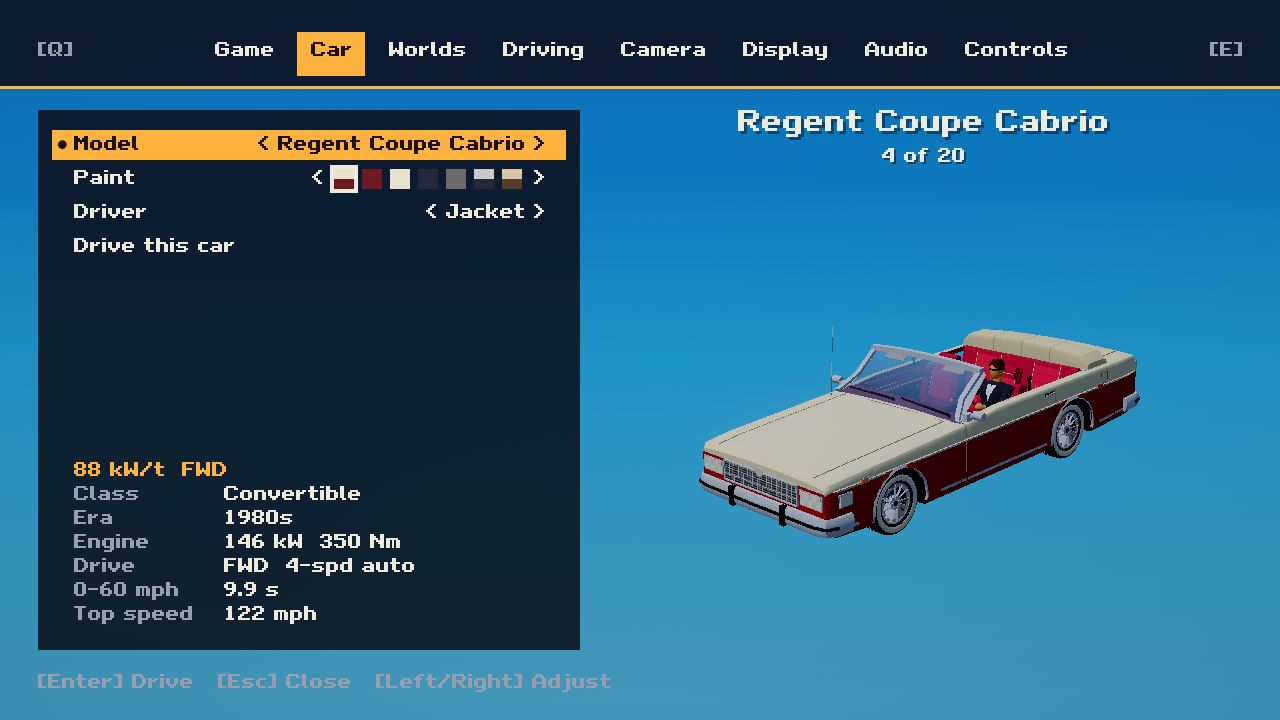 [Q] Game Car Worlds Driving Camera Display Audio Controls [E]
Regent Coupe Cabrio
4 of 20
Model < Regent Coupe Cabrio >
Paint < >
Driver < Jacket >
Drive this car
88 kW/t FWD
Class Convertible
Era 1980s
Engine 146 kW 350 Nm
Drive FWD 4-spd auto
0-60 mph 9.9 s
Top speed 122 mph
[Enter] Drive [Esc] Close [Left/Right] Adjust